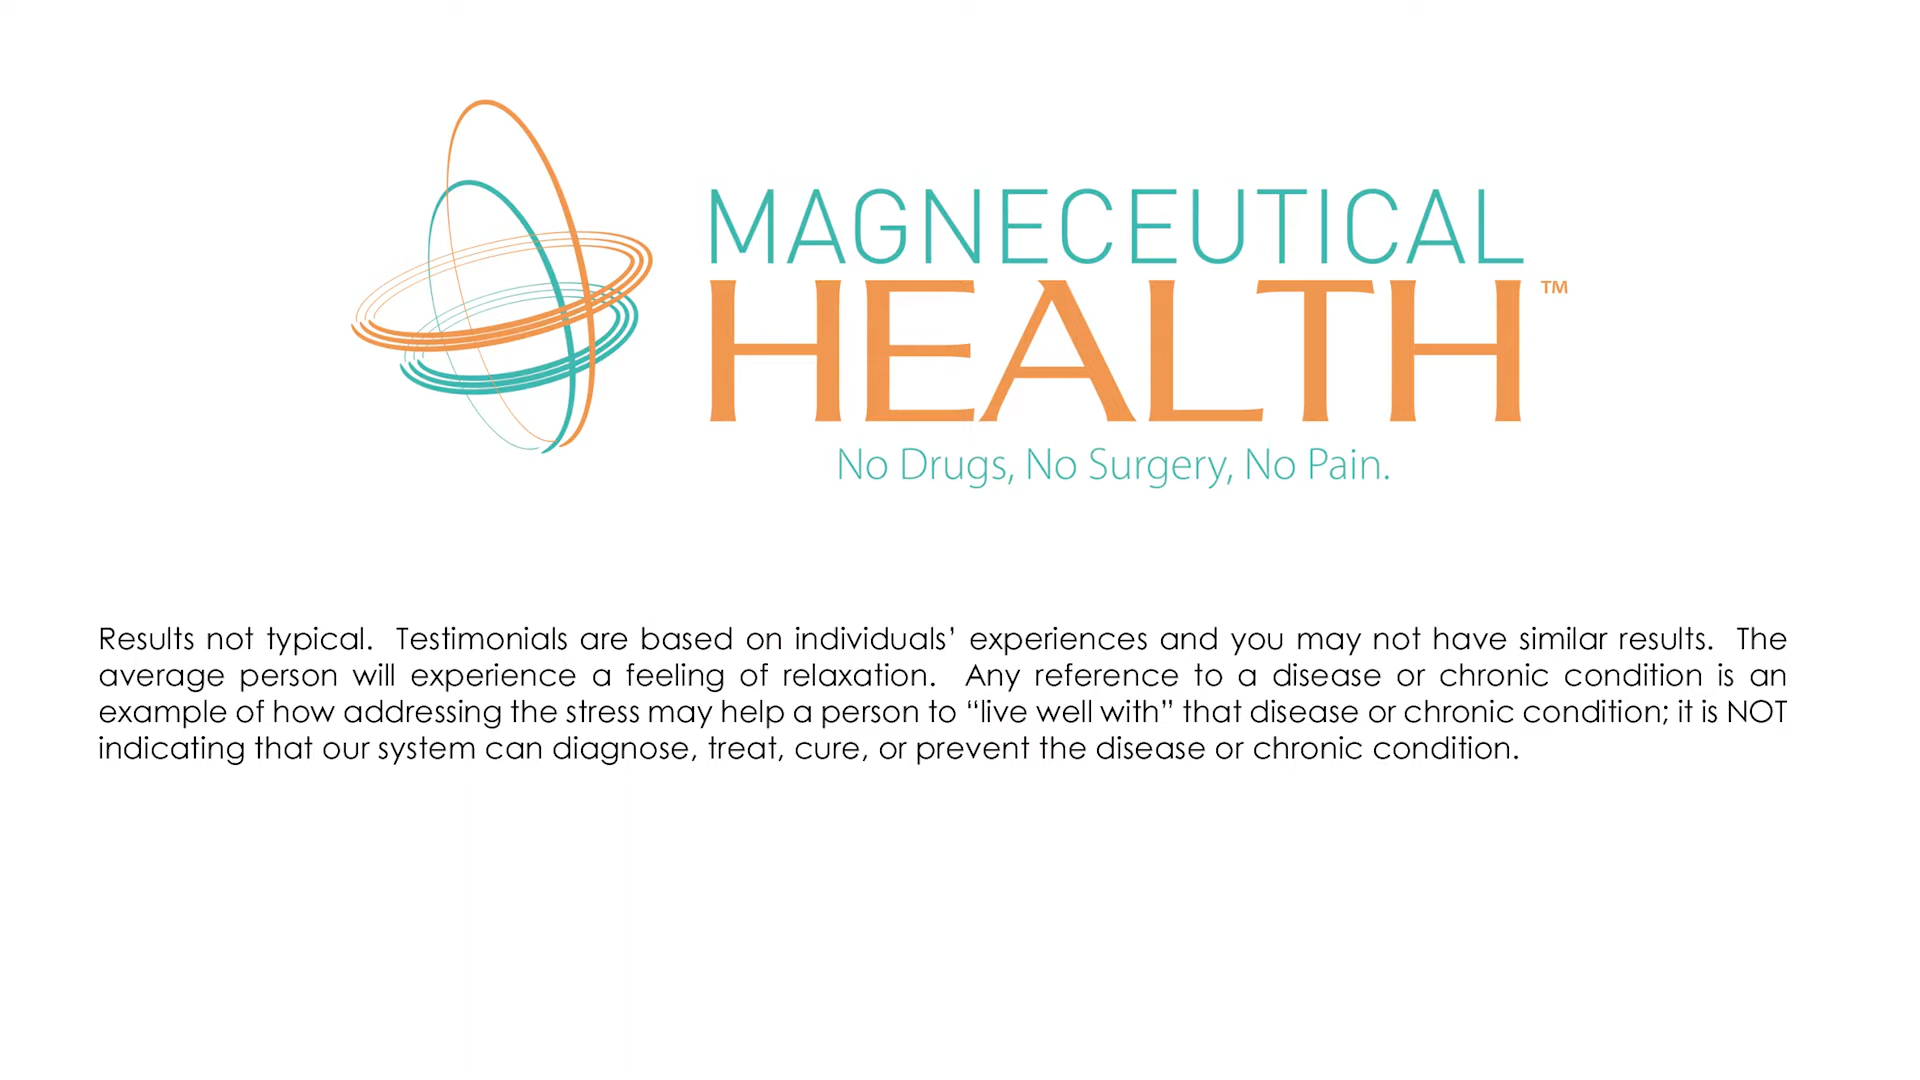 MAGNECEUTICAL
HEALTH™
No Drugs, No Surgery, No Pain.
Results not typical. Testimonials are based on individuals’ experiences and you may not have similar results. The
average person will experience a feeling of relaxation. Any reference to a disease or chronic condition is an
example of how addressing the stress may help a person to “live well with” that disease or chronic condition; it is NOT
indicating that our system can diagnose, treat, cure, or prevent the disease or chronic condition.